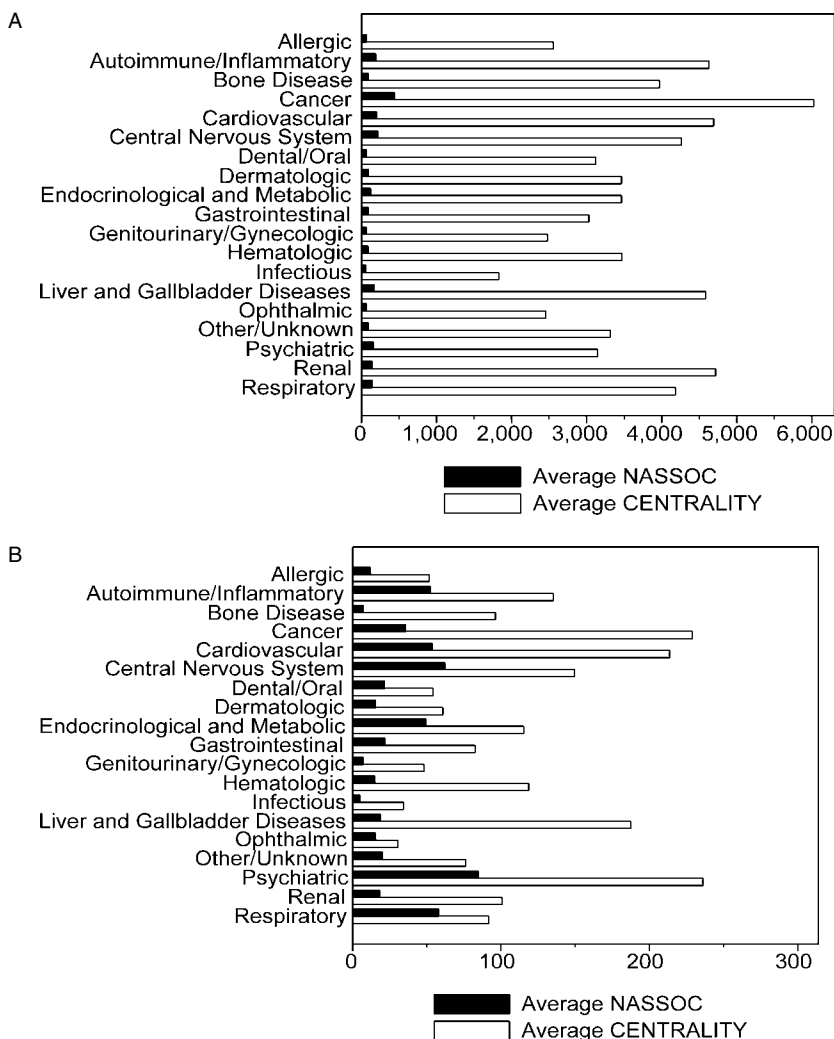 A
Allergic
Autoimmune/Inflammatory
Bone Disease
Cancer
Cardiovascular
Central Nervous System
Dental/Oral
Dermatologic
Endocrinological and Metabolic
Gastrointestinal
Genitourinary/Gynecologic
Hematologic
Infectious
Liver and Gallbladder Diseases
Ophthalmic
Other/Unknown
Psychiatric
Renal
Respiratory
0 1,000 2,000 3,000 4,000 5,000 6,000
Average NASSOC
Average CENTRALITY
B
Allergic
Autoimmune/Inflammatory
Bone Disease
Cancer
Cardiovascular
Central Nervous System
Dental/Oral
Dermatologic
Endocrinological and Metabolic
Gastrointestinal
Genitourinary/Gynecologic
Hematologic
Infectious
Liver and Gallbladder Diseases
Ophthalmic
Other/Unknown
Psychiatric
Renal
Respiratory
0 100 200 300
Average NASSOC
Average CENTRALITY